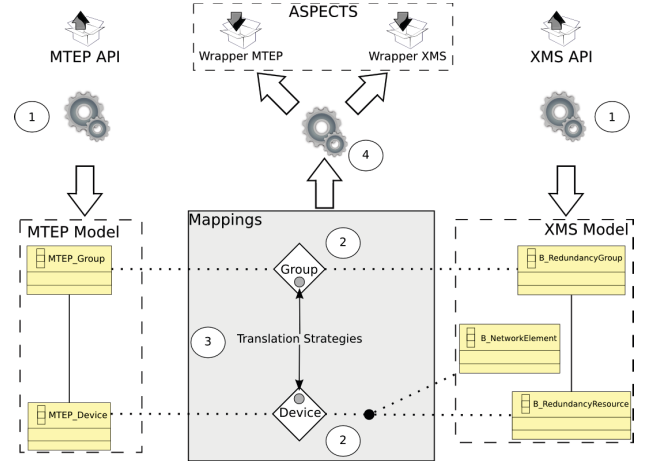 ASPECTS
MTEP API
Wrapper MTEP
Wrapper XMS
XMS API
1
4
1
Mappings
MTEP Model
XMS Model
2
MTEP_Group
Group
B_RedundancyGroup
3
Translation Strategies
B_NetworkElement
MTEP_Device
Device
B_RedundancyResource
2